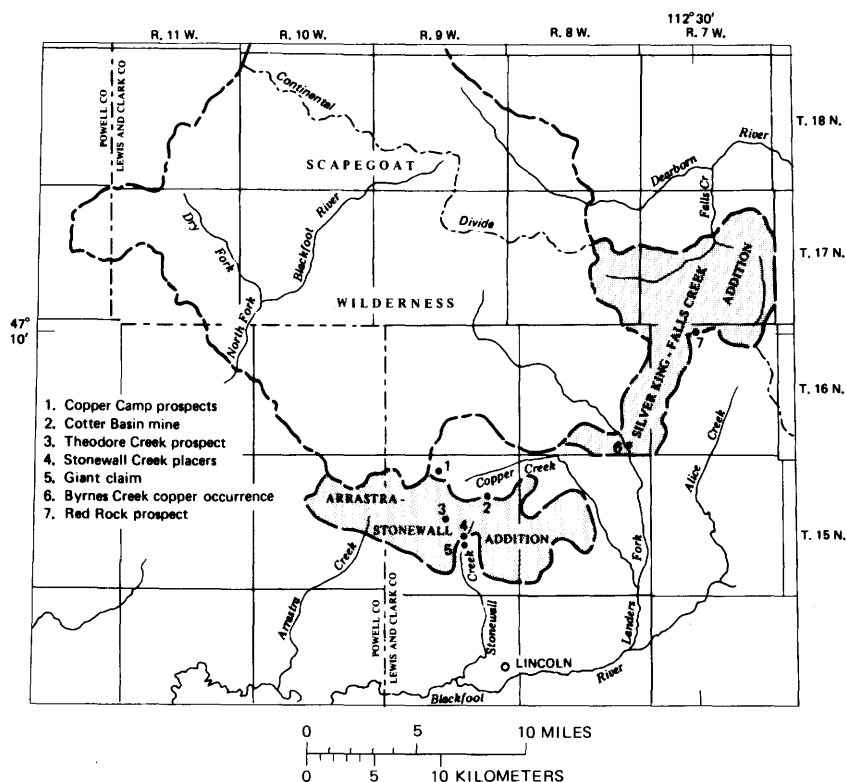 112°30'
R. 11 W. R. 10 W. R. 9 W. R. 8 W. R. 7 W.
POWELL CO
LEWIS AND CLARK CO
Continental
T. 18 N.
SCAPEGOAT
River
Dearborn
Falls Cr
Dry
Fork
Blackfoot
River
Divide
T. 17 N.
WILDERNESS
SILVER KING - FALLS CREEK
ADDITION
47°
10'
North Fork
7
T. 16 N.
1. Copper Camp prospects
2. Cotter Basin mine
3. Theodore Creek prospect
4. Stonewall Creek placers
5. Giant claim
6. Byrnes Creek copper occurrence
7. Red Rock prospect
6
Alice Creek
1
Copper Creek
ARRASTRA -
2
3
STONEWALL ADDITION
4
5
T. 15 N.
Arrastra Creek
Stonewall Creek
Landers Fork
POWELL CO
LEWIS AND CLARK CO
LINCOLN
Blackfoot River
0 5 10 MILES
0 5 10 KILOMETERS